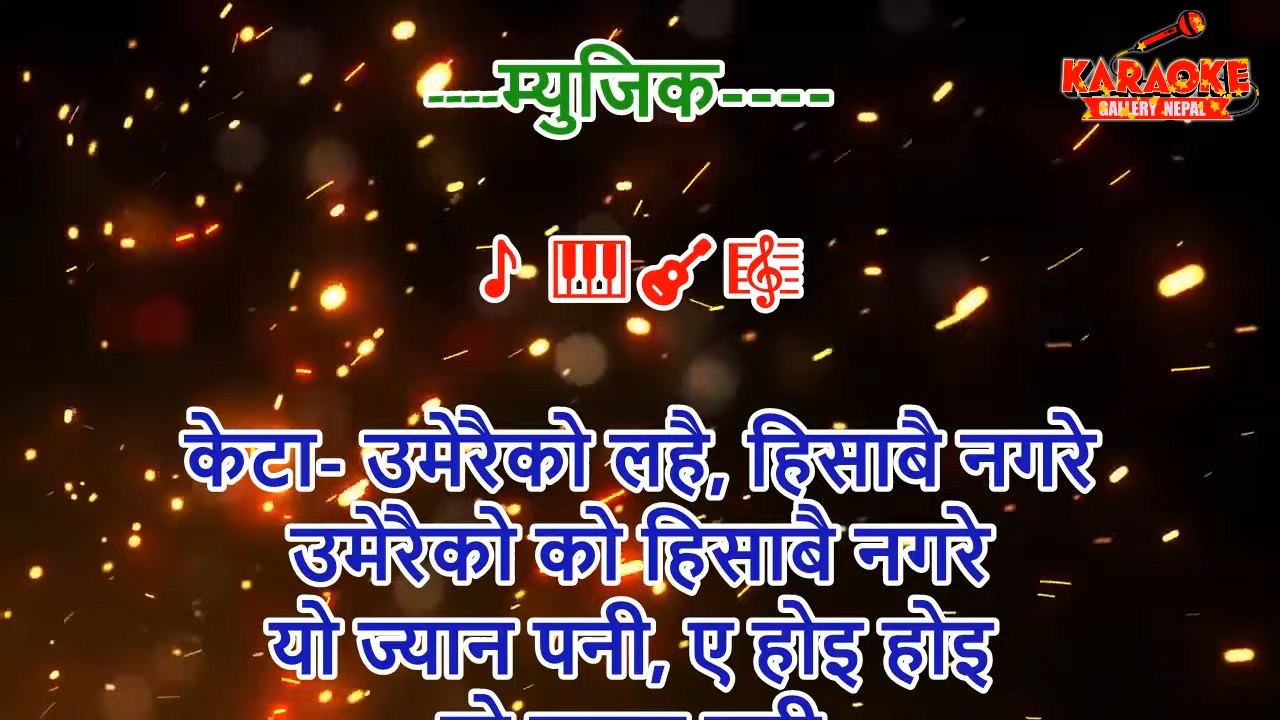 ----म्युजिक----
KARAOKE
GALLERY NEPAL
केटा- उमेरैको लहै, हिसाबै नगरे
उमेरैको को हिसाबै नगरे
यो ज्यान पनी, ए होइ होइ